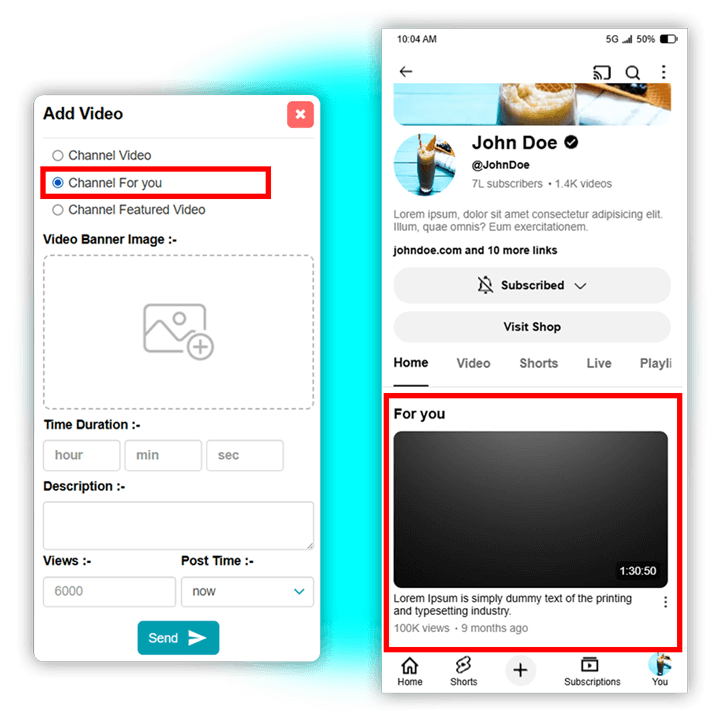 Add Video
Channel Video
Channel For you
Channel Featured Video
Video Banner Image :-
Time Duration :-
hour min sec
Description :-
Views :- Post Time :-
6000 now
Send
10:04 AM 5G 50%
John Doe
@JohnDoe
7L subscribers • 1.4K videos
Lorem ipsum, dolor sit amet consectetur adipisicing elit.
Illum, quae omnis? Eum exercitationem.
johndoe.com and 10 more links
Subscribed
Visit Shop
Home Video Shorts Live Playli
For you
1:30:50
Lorem Ipsum is simply dummy text of the printing
and typesetting industry.
100K views • 9 months ago
Home Shorts Subscriptions You